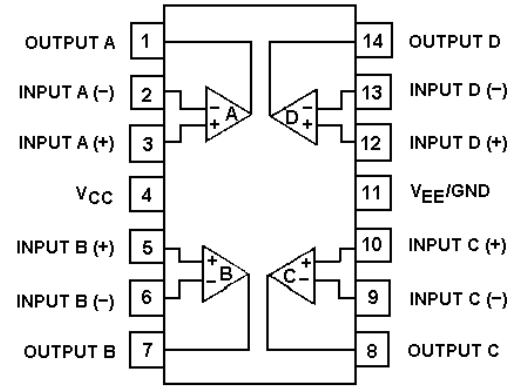 OUTPUT A 1 14 OUTPUT D
INPUT A (−) 2 13 INPUT D (−)
− −
A D
+ +
INPUT A (+) 3 12 INPUT D (+)
VCC 4 11 VEE/GND
INPUT B (+) 5 10 INPUT C (+)
+ +
B C
− −
INPUT B (−) 6 9 INPUT C (−)
OUTPUT B 7 8 OUTPUT C